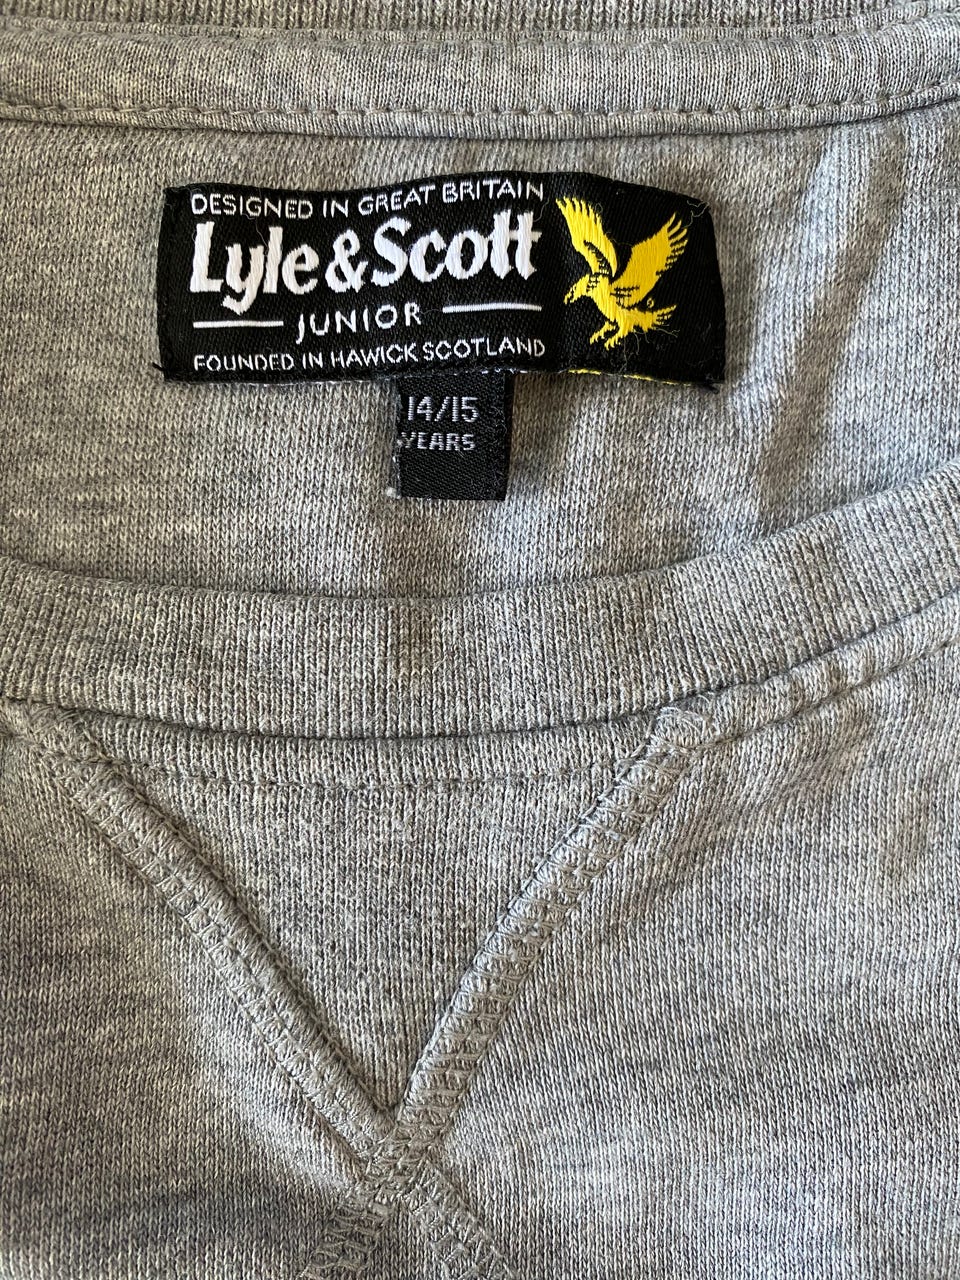 DESIGNED IN GREAT BRITAIN
Lyle&Scott
JUNIOR
FOUNDED IN HAWICK SCOTLAND
14/15
YEARS